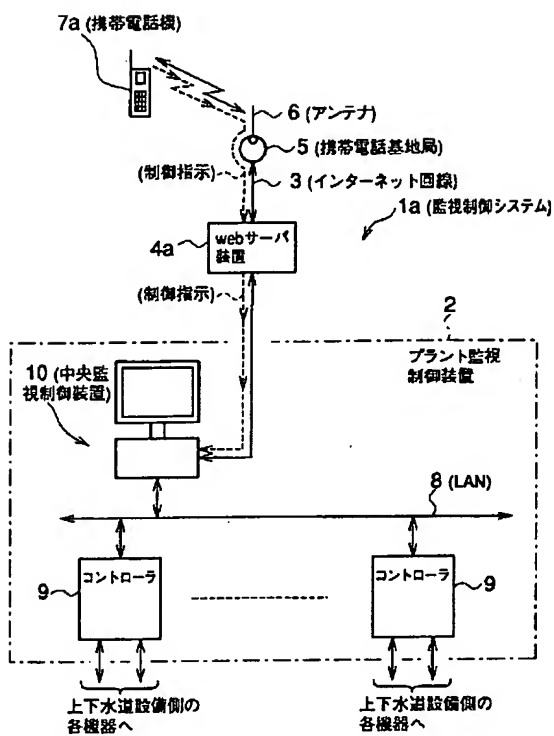 7a (携帯電話機)
6 (アンテナ)
5 (携帯電話基地局)
(制御指示)
3 (インターネット回線)
1a (監視制御システム)
4a
webサーバ
装置
(制御指示)
2
プラント監視
制御装置
10 (中央監
視制御装置)
8 (LAN)
コントローラ
9
コントローラ
9
上下水道設備側の
各機器へ
上下水道設備側の
各機器へ